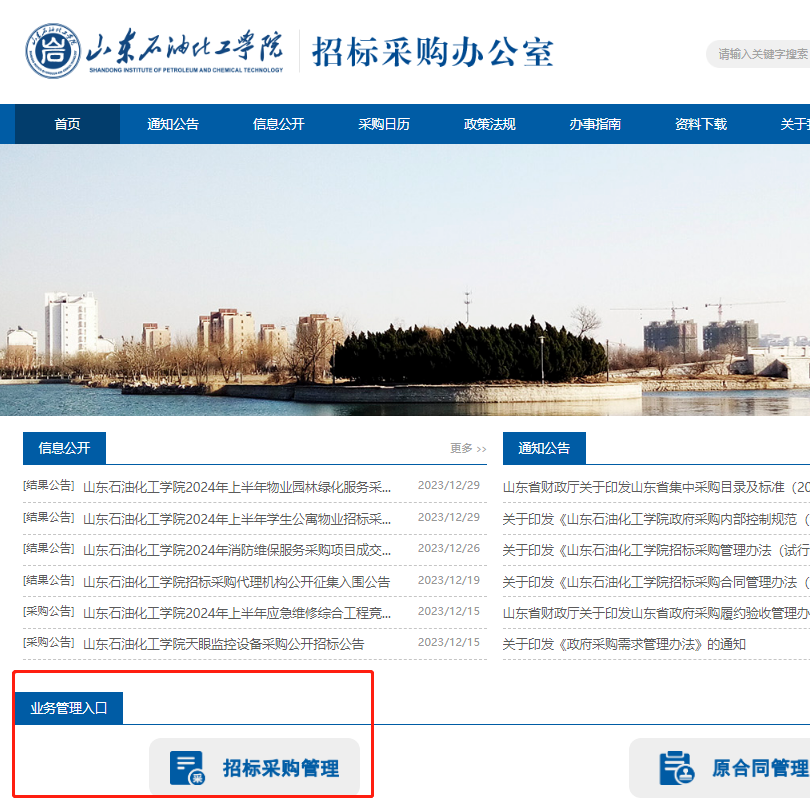 山东石油化工学院
SHANDONG INSTITUTE OF PETROLEUM AND CHEMICAL TECHNOLOGY
招标采购办公室
请输入关键字搜索
首页 通知公告 信息公开 采购日历 政策法规 办事指南 资料下载 关于
信息公开 更多 >>
[结果公告] 山东石油化工学院2024年上半年物业园林绿化服务采... 2023/12/29
[结果公告] 山东石油化工学院2024年上半年学生公寓物业招标采... 2023/12/29
[结果公告] 山东石油化工学院2024年消防维保服务采购项目成交... 2023/12/26
[结果公告] 山东石油化工学院招标采购代理机构公开征集入围公告 2023/12/19
[采购公告] 山东石油化工学院2024年上半年应急维修综合工程竞... 2023/12/15
[采购公告] 山东石油化工学院天眼监控设备采购公开招标公告 2023/12/15
通知公告
山东省财政厅关于印发山东省集中采购目录及标准（20
关于印发《山东石油化工学院政府采购内部控制规范（
关于印发《山东石油化工学院招标采购管理办法（试行
关于印发《山东石油化工学院招标采购合同管理办法（
山东省财政厅关于印发山东省政府采购履约验收管理办
关于印发《政府采购需求管理办法》的通知
业务管理入口
采 招标采购管理
原合同管理